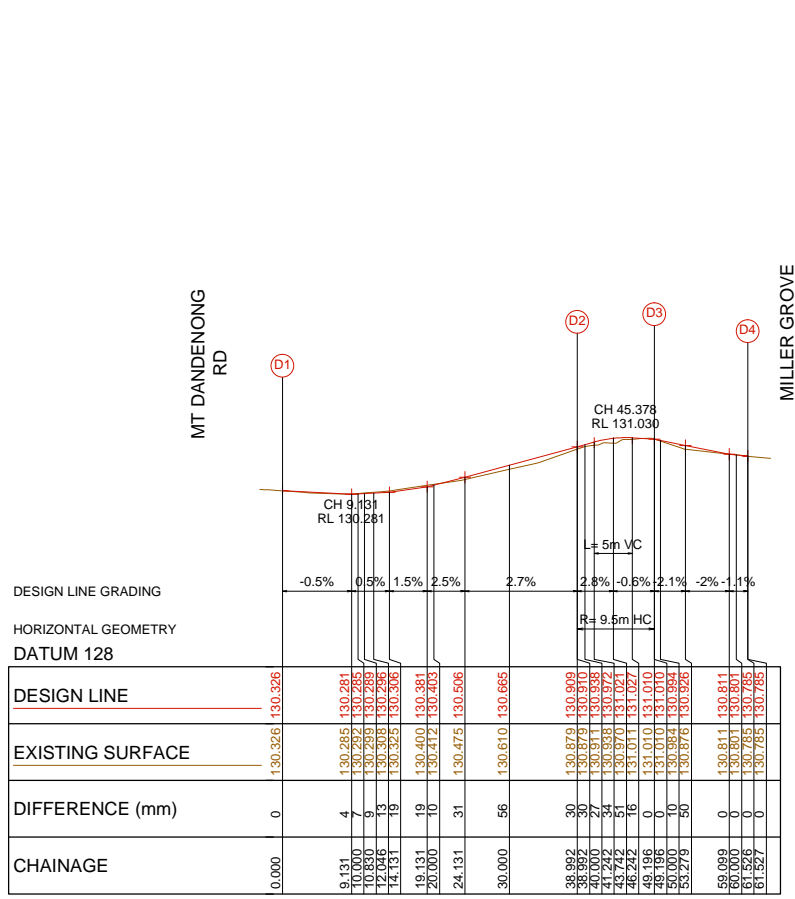 MT DANDENONG
RD
MILLER GROVE
D1
D2
D3
D4
CH 45.378
RL 131.030
CH 9.131
RL 130.281
L= 5m VC
DESIGN LINE GRADING
-0.5% 0.5% 1.5% 2.5% 2.7% 2.8% -0.6% -2.1% -2% -1.1%
HORIZONTAL GEOMETRY
R= 9.5m HC
DATUM 128
DESIGN LINE
130.326 130.281 130.285 130.289 130.296 130.306 130.381 130.403 130.506 130.665 130.909 130.910 130.938 130.972 131.021 131.027 131.010 131.010 130.994 130.926 130.811 130.801 130.785 130.785
EXISTING SURFACE
130.326 130.285 130.292 130.299 130.308 130.325 130.400 130.412 130.475 130.610 130.879 130.879 130.911 130.938 130.970 131.011 131.010 131.010 130.984 130.876 130.811 130.801 130.785 130.785
DIFFERENCE (mm)
0 4 7 9 13 19 19 10 31 56 30 30 27 34 51 16 0 0 10 50 0 0 0 0
CHAINAGE
0.000 9.131 10.000 10.830 12.046 14.131 19.131 20.000 24.131 30.000 38.992 38.992 40.000 41.242 43.742 46.242 49.196 49.196 50.000 53.279 59.099 60.000 61.526 61.527